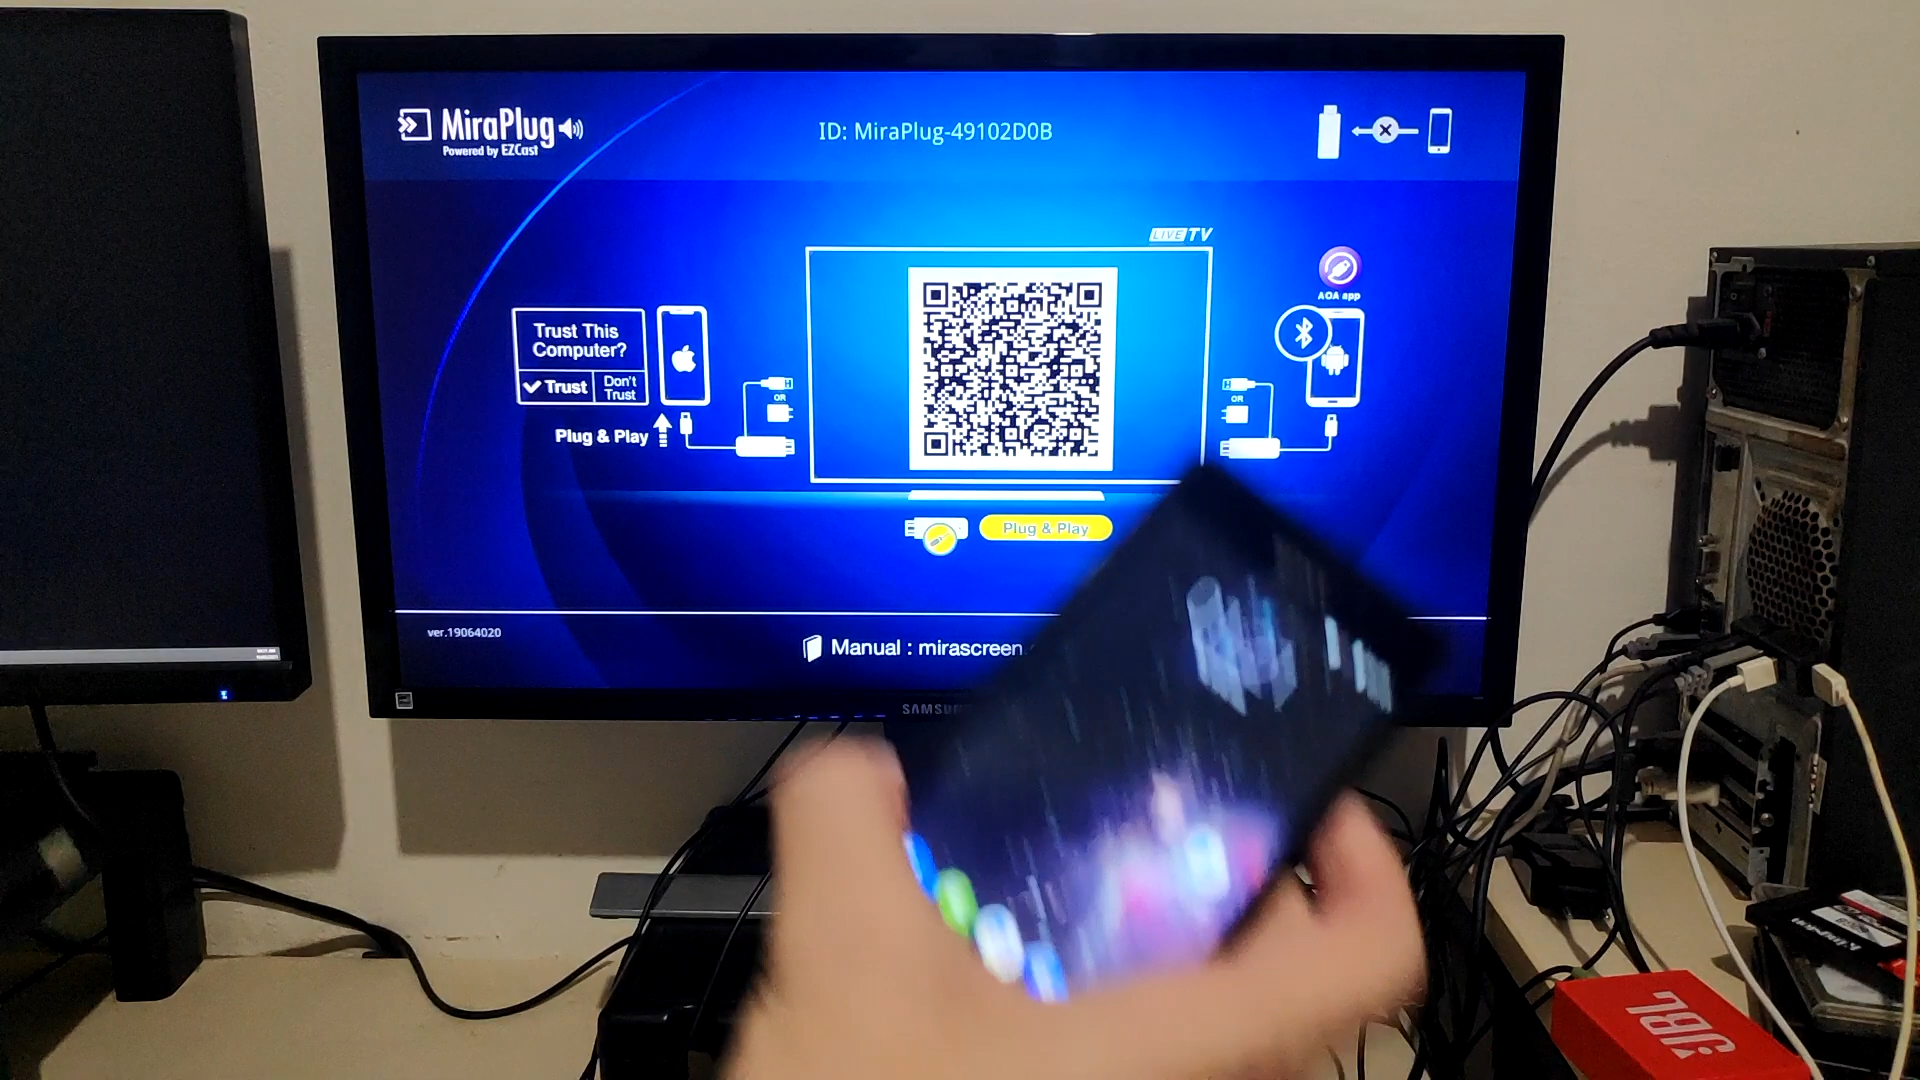 MiraPlug
Powered by EZCast
ID: MiraPlug-49102D0B
LIVE TV
AOA app
Trust This
Computer?
Trust
Don't
Trust
OR
OR
Plug & Play
Plug & Play
ver.19064020
Manual : mirascreen.
SAMSU
JBL